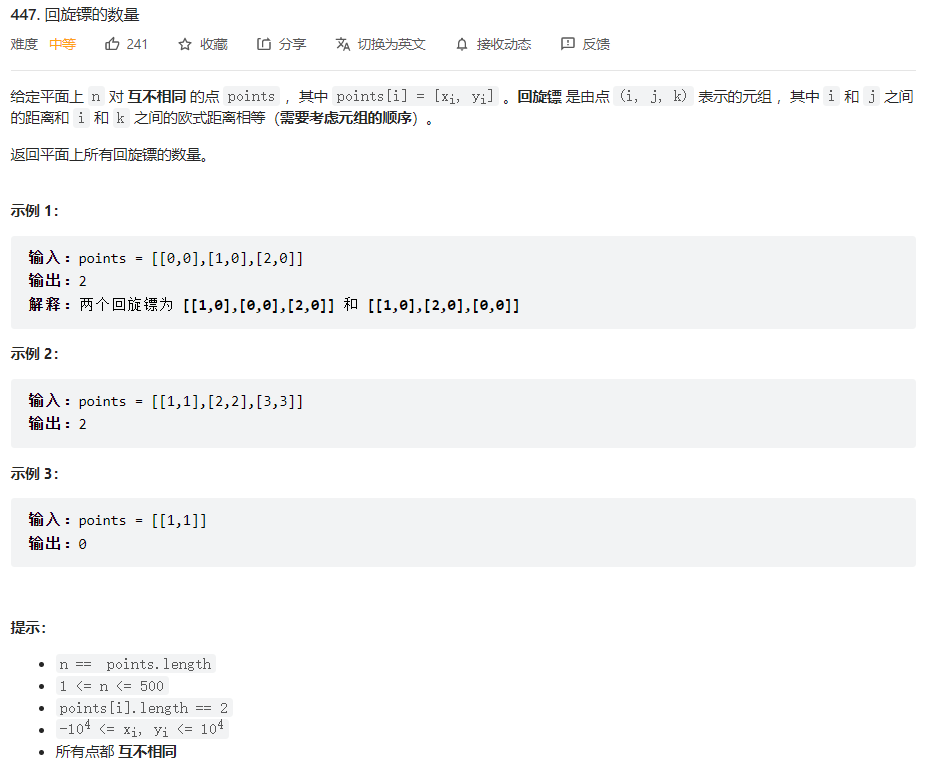 447. 回旋镖的数量
难度 中等 241 收藏 分享 切换为英文 接收动态 反馈
给定平面上 n 对 互不相同 的点 points ，其中 points[i] = [xi, yi] 。回旋镖 是由点 (i, j, k) 表示的元组 ，其中 i 和 j 之间
的距离和 i 和 k 之间的欧式距离相等（需要考虑元组的顺序）。
返回平面上所有回旋镖的数量。
示例 1：
输入：points = [[0,0],[1,0],[2,0]]
输出：2
解释：两个回旋镖为 [[1,0],[0,0],[2,0]] 和 [[1,0],[2,0],[0,0]]
示例 2：
输入：points = [[1,1],[2,2],[3,3]]
输出：2
示例 3：
输入：points = [[1,1]]
输出：0
提示：
• n == points.length
• 1 <= n <= 500
• points[i].length == 2
• -10⁴ <= xi, yi <= 10⁴
• 所有点都 互不相同